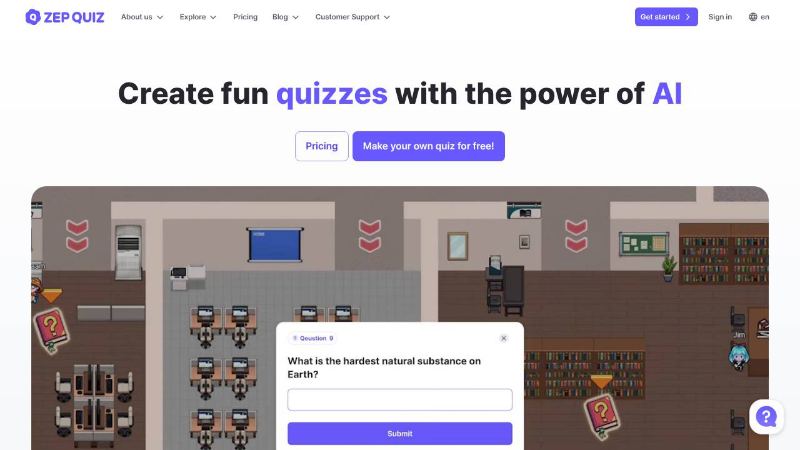 ZEP QUIZ
About us
Explore
Pricing
Blog
Customer Support
Get started
Sign in
en
Create fun quizzes with the power of AI
Pricing
Make your own quiz for free!
Qeustion 9
What is the hardest natural substance on
Earth?
Submit
Jim